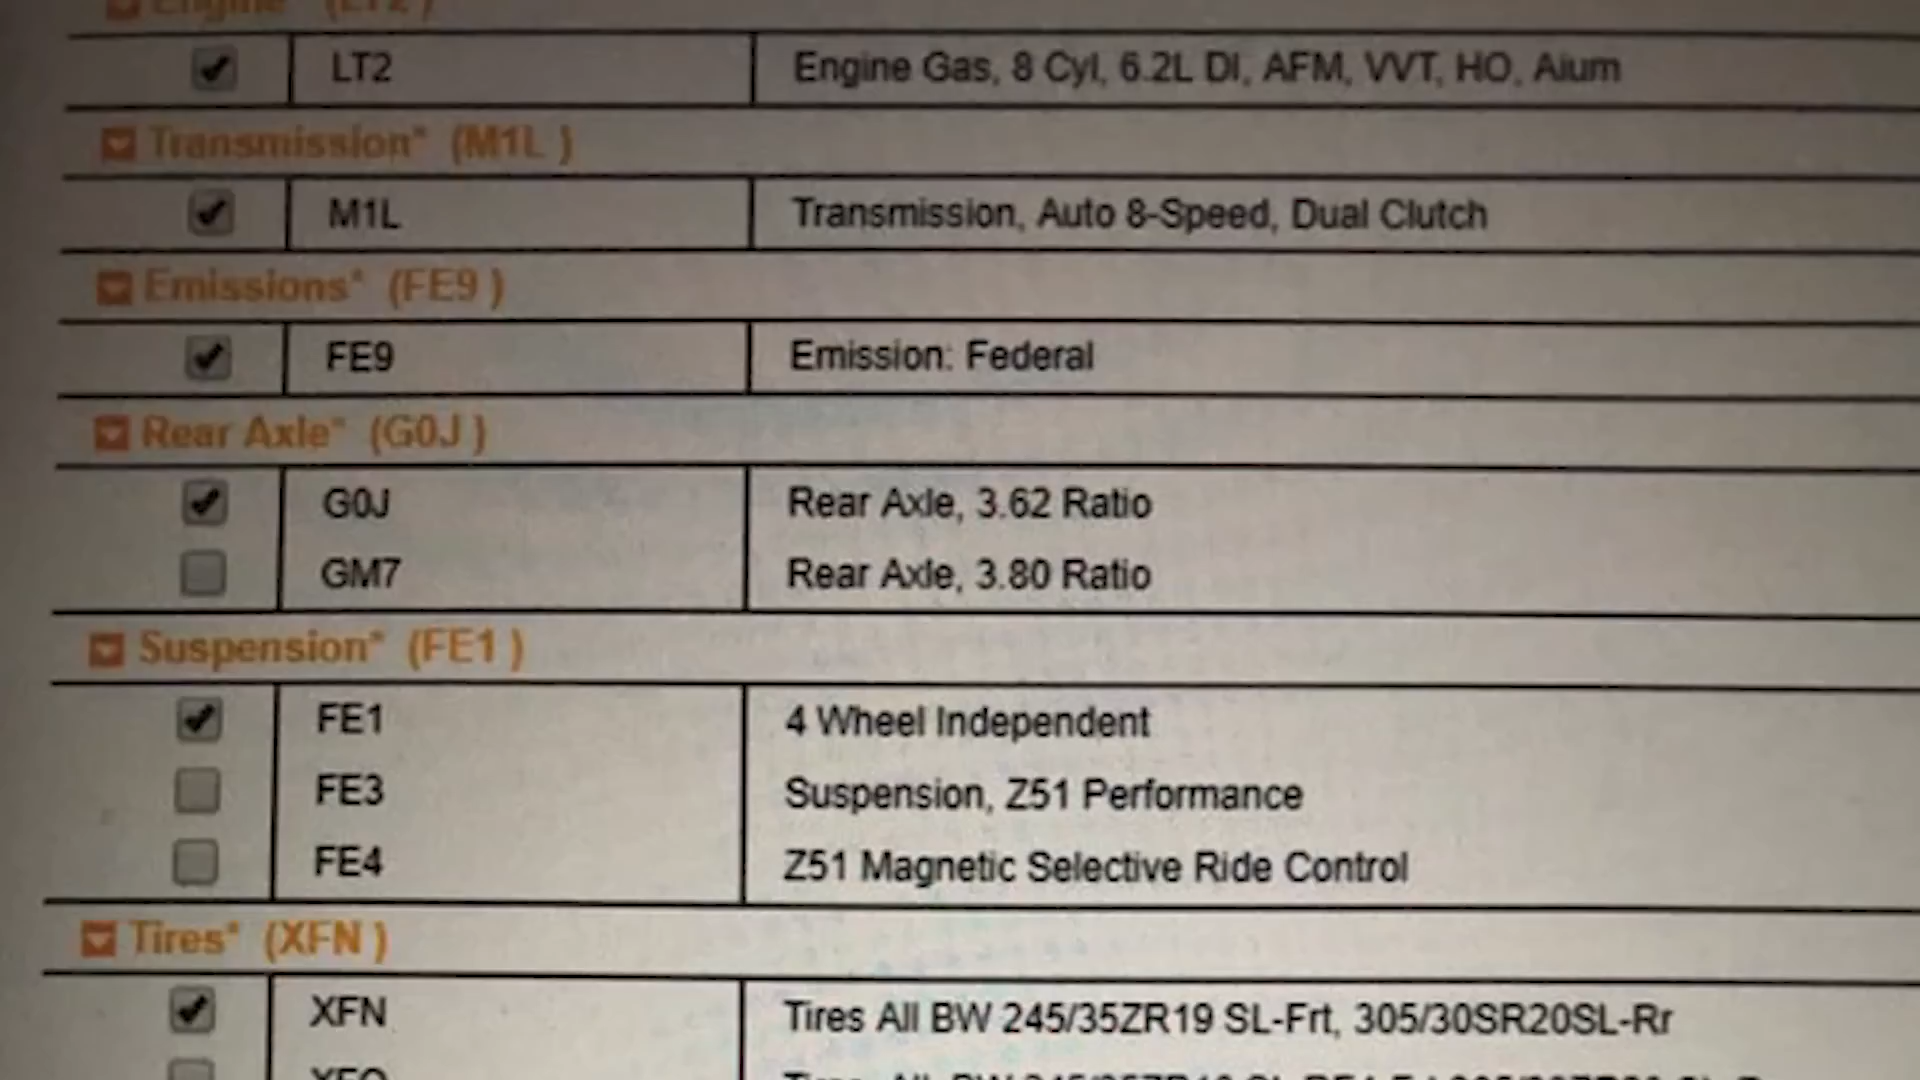 Engine (LT2)
LT2 Engine Gas, 8 Cyl, 6.2L DI, AFM, VVT, HO, Alum
Transmission* (M1L )
M1L Transmission, Auto 8-Speed, Dual Clutch
Emissions* (FE9 )
FE9 Emission: Federal
Rear Axle* (G0J )
G0J Rear Axle, 3.62 Ratio
GM7 Rear Axle, 3.80 Ratio
Suspension* (FE1 )
FE1 4 Wheel Independent
FE3 Suspension, Z51 Performance
FE4 Z51 Magnetic Selective Ride Control
Tires* (XFN )
XFN Tires All BW 245/35ZR19 SL-Frt, 305/30SR20SL-Rr